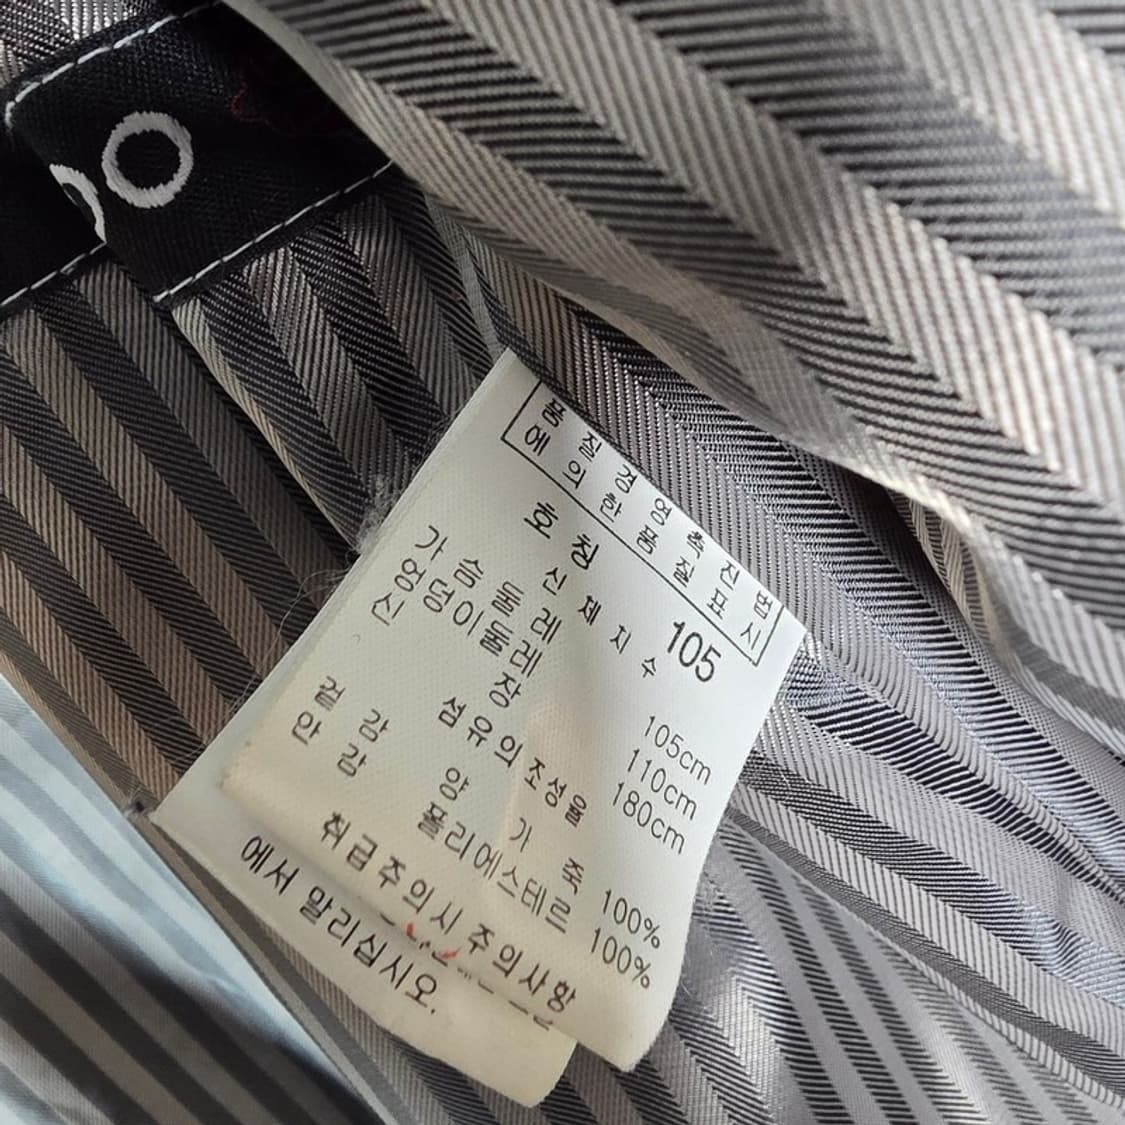 품질경영촉진법
에의한품질표시
호칭 105
신체지수
가슴둘레 105cm
엉덩이둘레 110cm
신장 180cm
섬유의조성율
겉감 양가죽 100%
안감 폴리에스테르 100%
취급주의시 주의사항
에서 말리십시오.